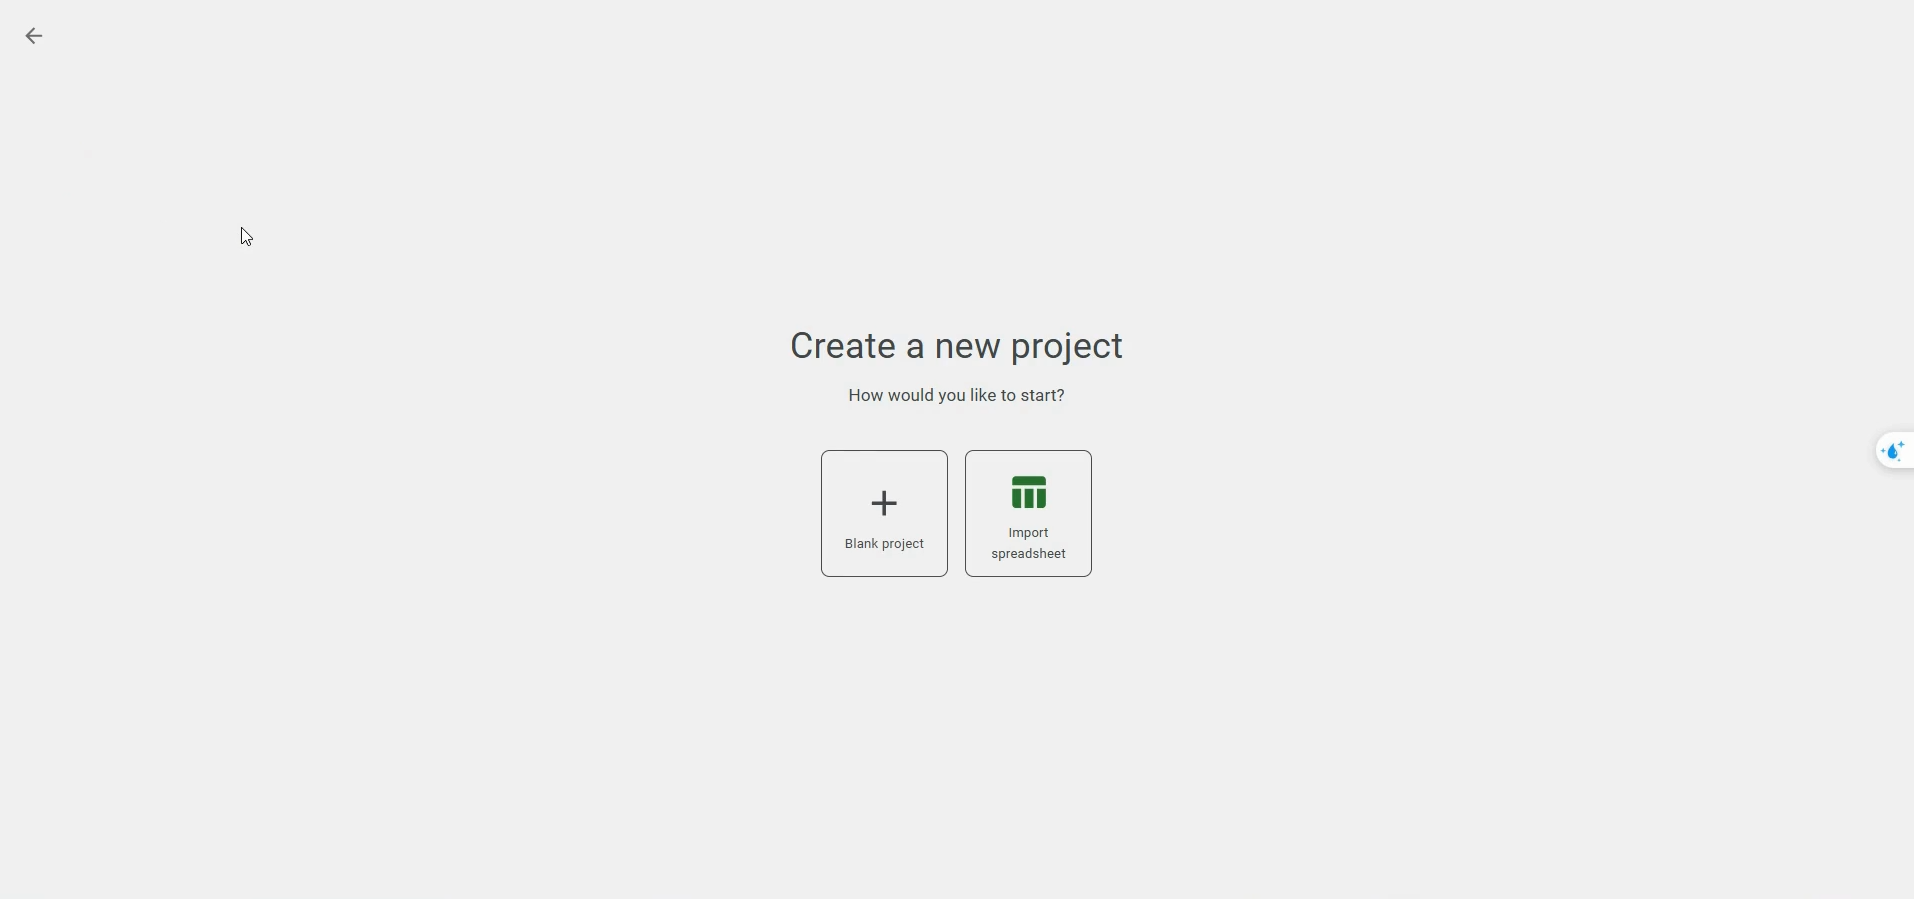 Create a new project
How would you like to start?
Blank project
Import
spreadsheet